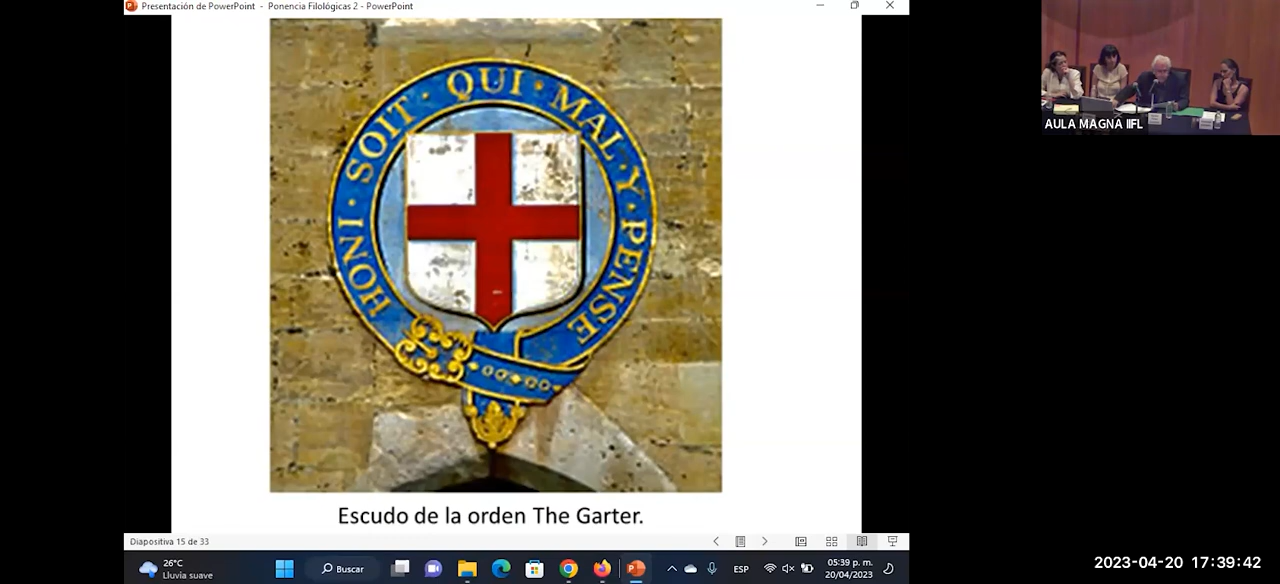 Presentación de PowerPoint - Ponencia Filológicas 2 - PowerPoint
HONI · SOIT · QUI · MAL · Y · PENSE
Escudo de la orden The Garter.
Diapositiva 15 de 33
26°C
Lluvia suave
Buscar
ESP
05:39 p. m.
20/04/2023
AULA MAGNA IIFL
2023-04-20 17:39:42